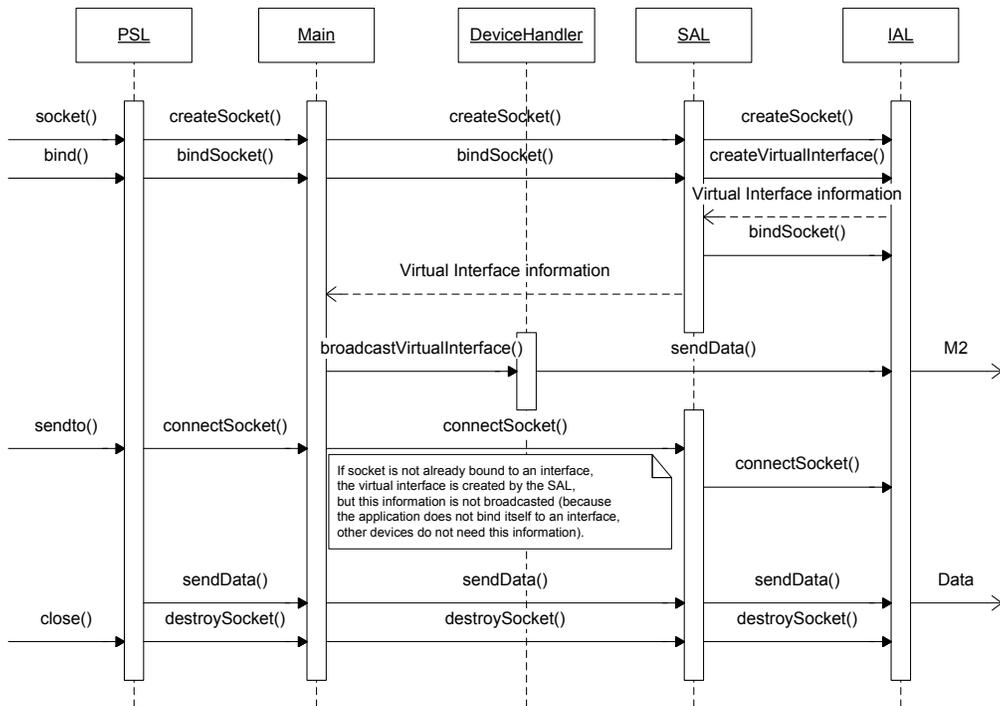 PSL
Main
DeviceHandler
SAL
IAL
socket()
createSocket()
createSocket()
createSocket()
bind()
bindSocket()
bindSocket()
createVirtualInterface()
Virtual Interface information
bindSocket()
Virtual Interface information
broadcastVirtualInterface()
sendData()
M2
sendto()
connectSocket()
connectSocket()
connectSocket()
If socket is not already bound to an interface,
the virtual interface is created by the SAL,
but this information is not broadcasted (because
the application does not bind itself to an interface,
other devices do not need this information).
sendData()
sendData()
sendData()
Data
close()
destroySocket()
destroySocket()
destroySocket()